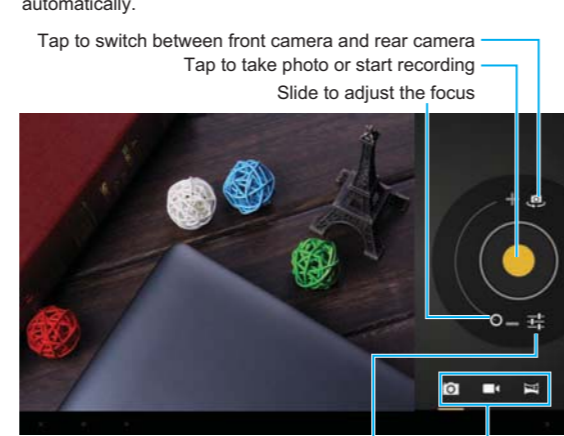 automatically.
Tap to switch between front camera and rear camera
Tap to take photo or start recording
Slide to adjust the focus